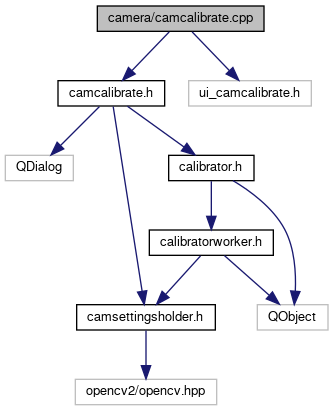 camera/camcalibrate.cpp
camcalibrate.h
ui_camcalibrate.h
QDialog
calibrator.h
calibratorworker.h
camsettingsholder.h
QObject
opencv2/opencv.hpp